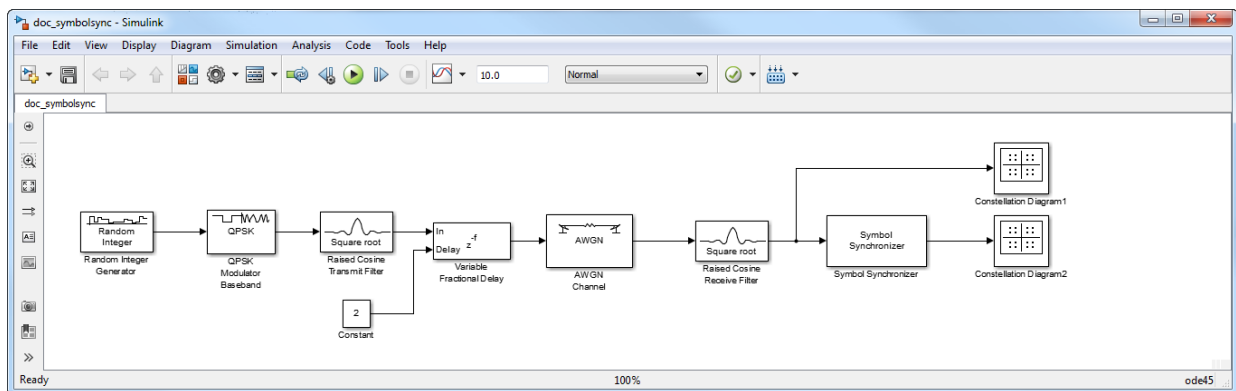 doc_symbolsync - Simulink
File Edit View Display Diagram Simulation Analysis Code Tools Help
10.0
Normal
doc_symbolsync
Random
Integer
Random Integer
Generator
QPSK
QPSK
Modulator
Baseband
Square root
Raised Cosine
Transmit Filter
In
Delay
z
-f
Variable
Fractional Delay
2
Constant
AWGN
AWGN
Channel
Square root
Raised Cosine
Receive Filter
Symbol
Synchronizer
Symbol Synchronizer
Constellation Diagram1
Constellation Diagram2
Ready
100%
ode45